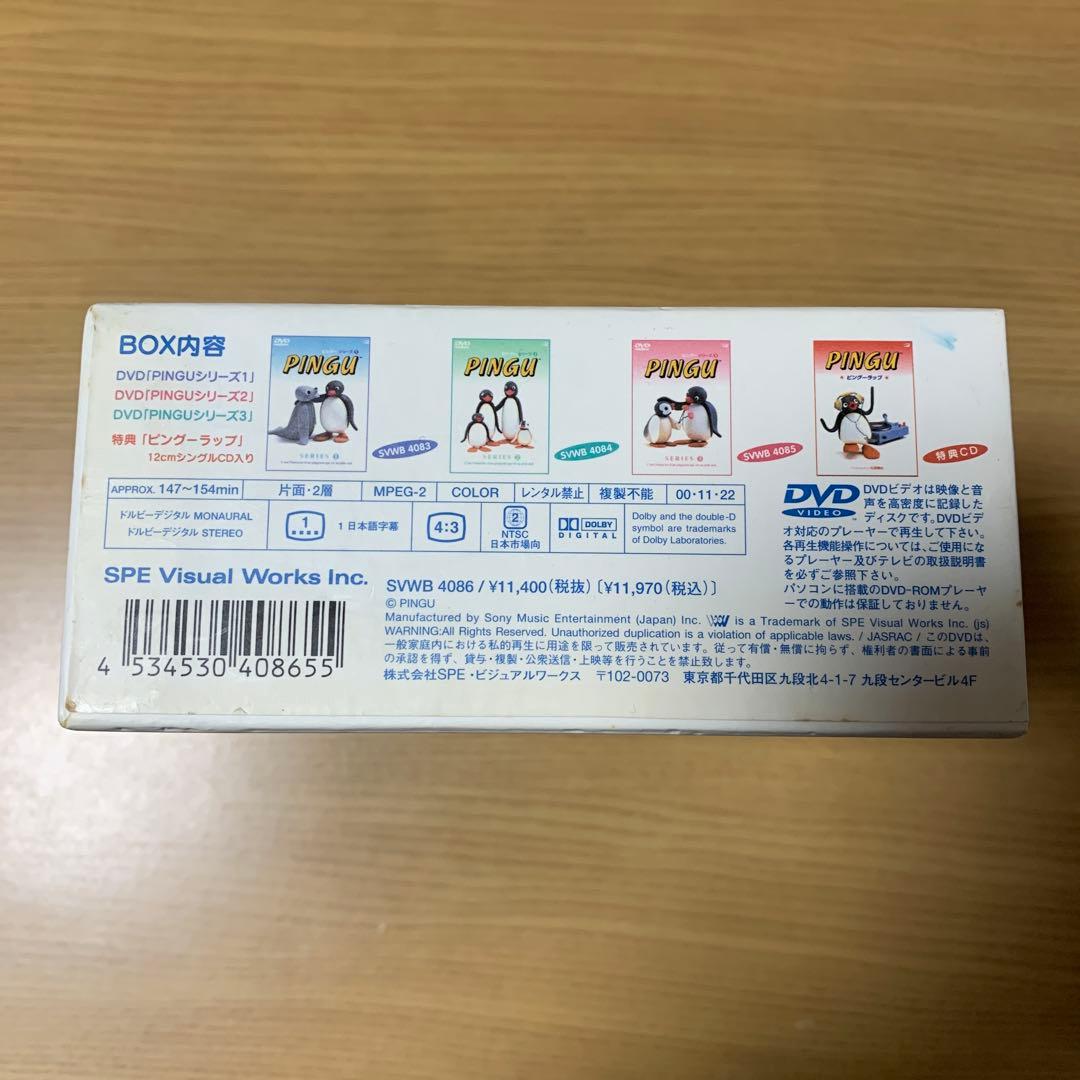 BOX内容
DVD「PINGUシリーズ1」
DVD「PINGUシリーズ2」
DVD「PINGUシリーズ3」
特典「ピングーラップ」
12cmシングルCD入り
DVD
PINGU
SERIES 1
SVWB 4083
DVD
PINGU
SERIES 2
SVWB 4084
DVD
PINGU
SERIES 3
SVWB 4085
PINGU
ピングーラップ
特典CD
APPROX. 147〜154min
片面・2層
MPEG-2
COLOR
レンタル禁止
複製不能
00・11・22
ドルビーデジタル MONAURAL
ドルビーデジタル STEREO
1
1 日本語字幕
4:3
2
NTSC
日本市場向
DOLBY
DIGITAL
Dolby and the double-D
symbol are trademarks
of Dolby Laboratories.
DVD
VIDEO
DVDビデオは映像と音
声を高密度に記録した
ディスクです。DVDビデ
オ対応のプレーヤーで再生して下さい。
各再生機能操作については、ご使用にな
るプレーヤー及びテレビの取扱説明書
を必ずご参照下さい。
パソコンに搭載のDVD-ROMプレーヤ
ーでの動作は保証しておりません。
SPE Visual Works Inc.
4 534530 408655
SVWB 4086 / ¥11,400(税抜)〔¥11,970(税込)〕
© PINGU
Manufactured by Sony Music Entertainment (Japan) Inc. is a Trademark of SPE Visual Works Inc. (js)
WARNING:All Rights Reserved. Unauthorized duplication is a violation of applicable laws. / JASRAC / このDVDは、
一般家庭内における私的再生に用途を限って販売されています。従って有償・無償に拘らず、権利者の書面による事前
の承認を得ず、貸与・複製・公衆送信・上映等を行うことを禁止致します。
株式会社SPE・ビジュアルワークス 〒102-0073 東京都千代田区九段北4-1-7 九段センタービル4F